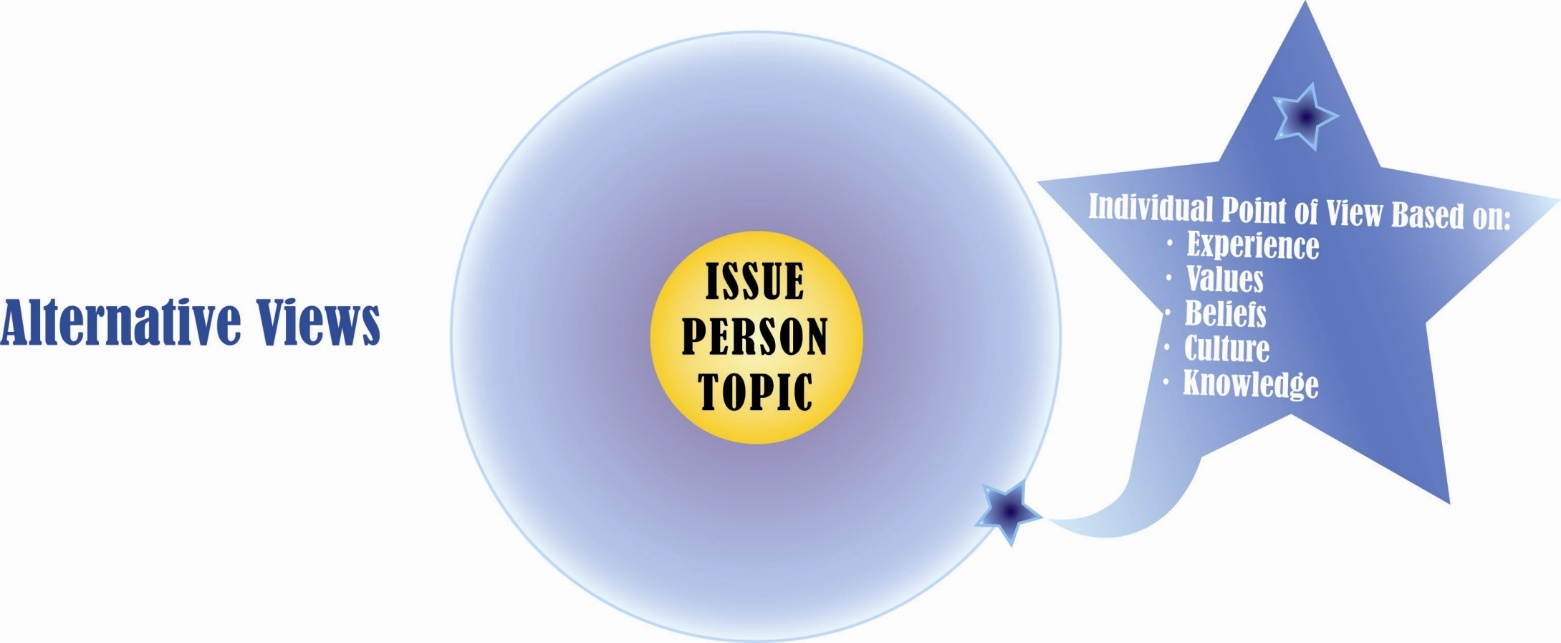 Alternative Views
ISSUE
PERSON
TOPIC
Individual Point of View Based on:
· Experience
· Values
· Beliefs
· Culture
· Knowledge